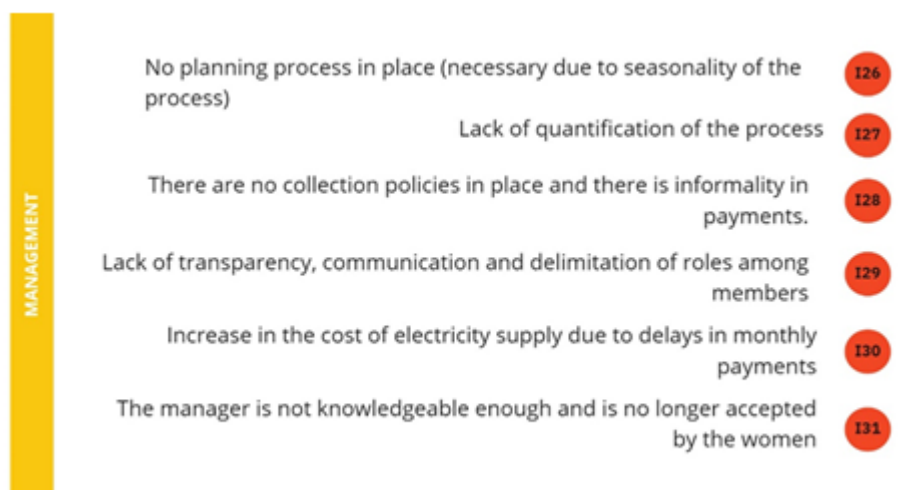 MANAGEMENT
No planning process in place (necessary due to seasonality of the
process)
I26
Lack of quantification of the process
I27
There are no collection policies in place and there is informality in
payments.
I28
Lack of transparency, communication and delimitation of roles among
members
I29
Increase in the cost of electricity supply due to delays in monthly
payments
I30
The manager is not knowledgeable enough and is no longer accepted
by the women
I31